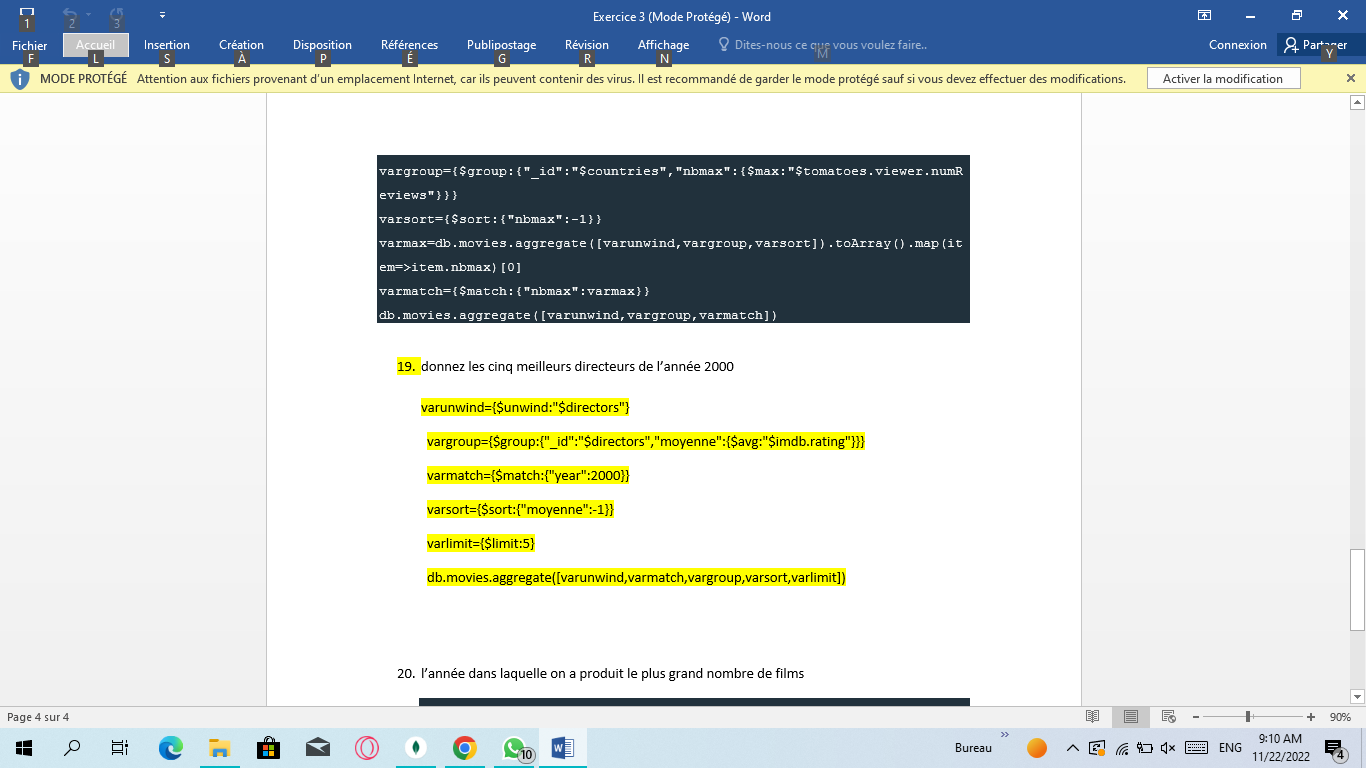 1 2 3
Exercice 3 (Mode Protégé) - Word
Fichier Accueil Insertion Création Disposition Références Publipostage Révision Affichage Dites-nous ce que vous voulez faire.. Connexion Partager
F L S À P É G R N M Y
MODE PROTÉGÉ Attention aux fichiers provenant d'un emplacement Internet, car ils peuvent contenir des virus. Il est recommandé de garder le mode protégé sauf si vous devez effectuer des modifications. Activer la modification
vargroup={$group:{"_id":"$countries","nbmax":{$max:"$tomatoes.viewer.numR
eviews"}}}
varsort={$sort:{"nbmax":-1}}
varmax=db.movies.aggregate([varunwind,vargroup,varsort]).toArray().map(it
em=>item.nbmax)[0]
varmatch={$match:{"nbmax":varmax}}
db.movies.aggregate([varunwind,vargroup,varmatch])
19. donnez les cinq meilleurs directeurs de l'année 2000
varunwind={$unwind:"$directors"}
vargroup={$group:{"_id":"$directors","moyenne":{$avg:"$imdb.rating"}}}
varmatch={$match:{"year":2000}}
varsort={$sort:{"moyenne":-1}}
varlimit={$limit:5}
db.movies.aggregate([varunwind,varmatch,vargroup,varsort,varlimit])
20. l'année dans laquelle on a produit le plus grand nombre de films
Page 4 sur 4 90%
10 Bureau ENG 9:10 AM
11/22/2022 4